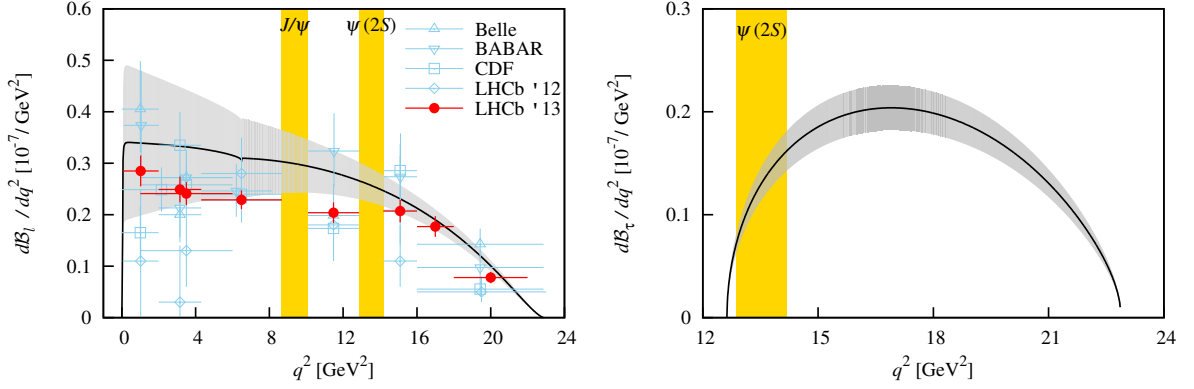 dB_l / dq² [10⁻⁷/ GeV²]
0.6
0.5
0.4
0.3
0.2
0.1
0
J/ψ
ψ (2S)
Belle
BABAR
CDF
LHCb '12
LHCb '13
0 4 8 12 16 20 24
q² [GeV²]
dB_τ / dq² [10⁻⁷/ GeV²]
0.3
0.2
0.1
0
ψ (2S)
12 15 18 21 24
q² [GeV²]